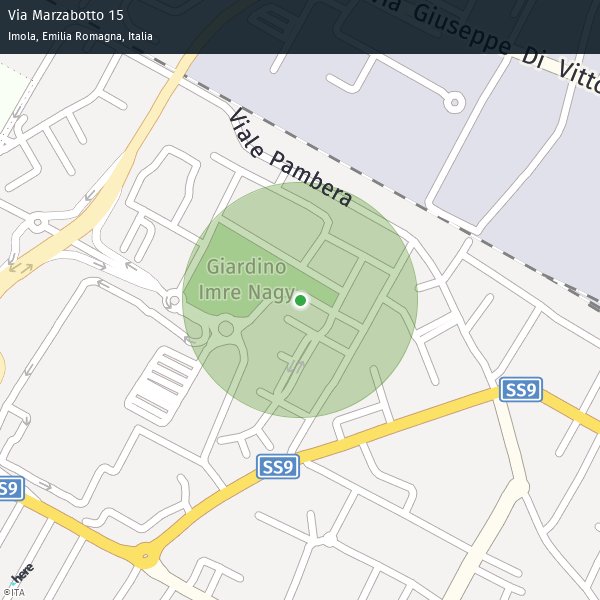 Via Marzabotto 15
Imola, Emilia Romagna, Italia
Via Giuseppe Di Vitto
Viale Pambera
Giardino
Imre Nagy
SS9
SS9
S9
here
©ITA